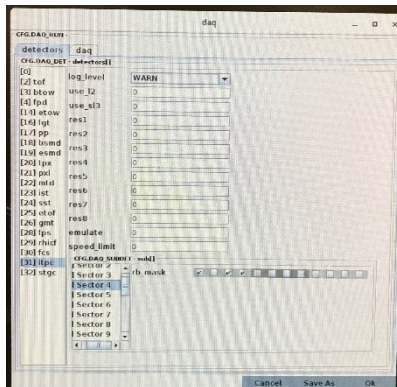 daq
CFG.DAQ_RUN -
detectors daq
CFG.DAQ_DET - detectors[]
[0]
[2] tof
[3] btow
[4] fpd
[14] etow
[16] fgt
[17] pp
[18] bsmd
[19] esmd
[20] tpx
[21] pxl
[22] mtd
[23] ist
[24] sst
[25] etof
[26] gmt
[28] fps
[29] rhicf
[30] fcs
[31] itpc
[32] stgc
log_level WARN
use_l2 0
use_sl3 0
res1 0
res2 0
res3 0
res4 0
res5 0
res6 0
res7 0
res8 0
emulate 0
speed_limit 0
CFG.DAQ_SUBDET - sub[]
Sector 2
Sector 3
Sector 4
Sector 5
Sector 6
Sector 7
Sector 8
Sector 9
rb_mask
Cancel Save As Ok